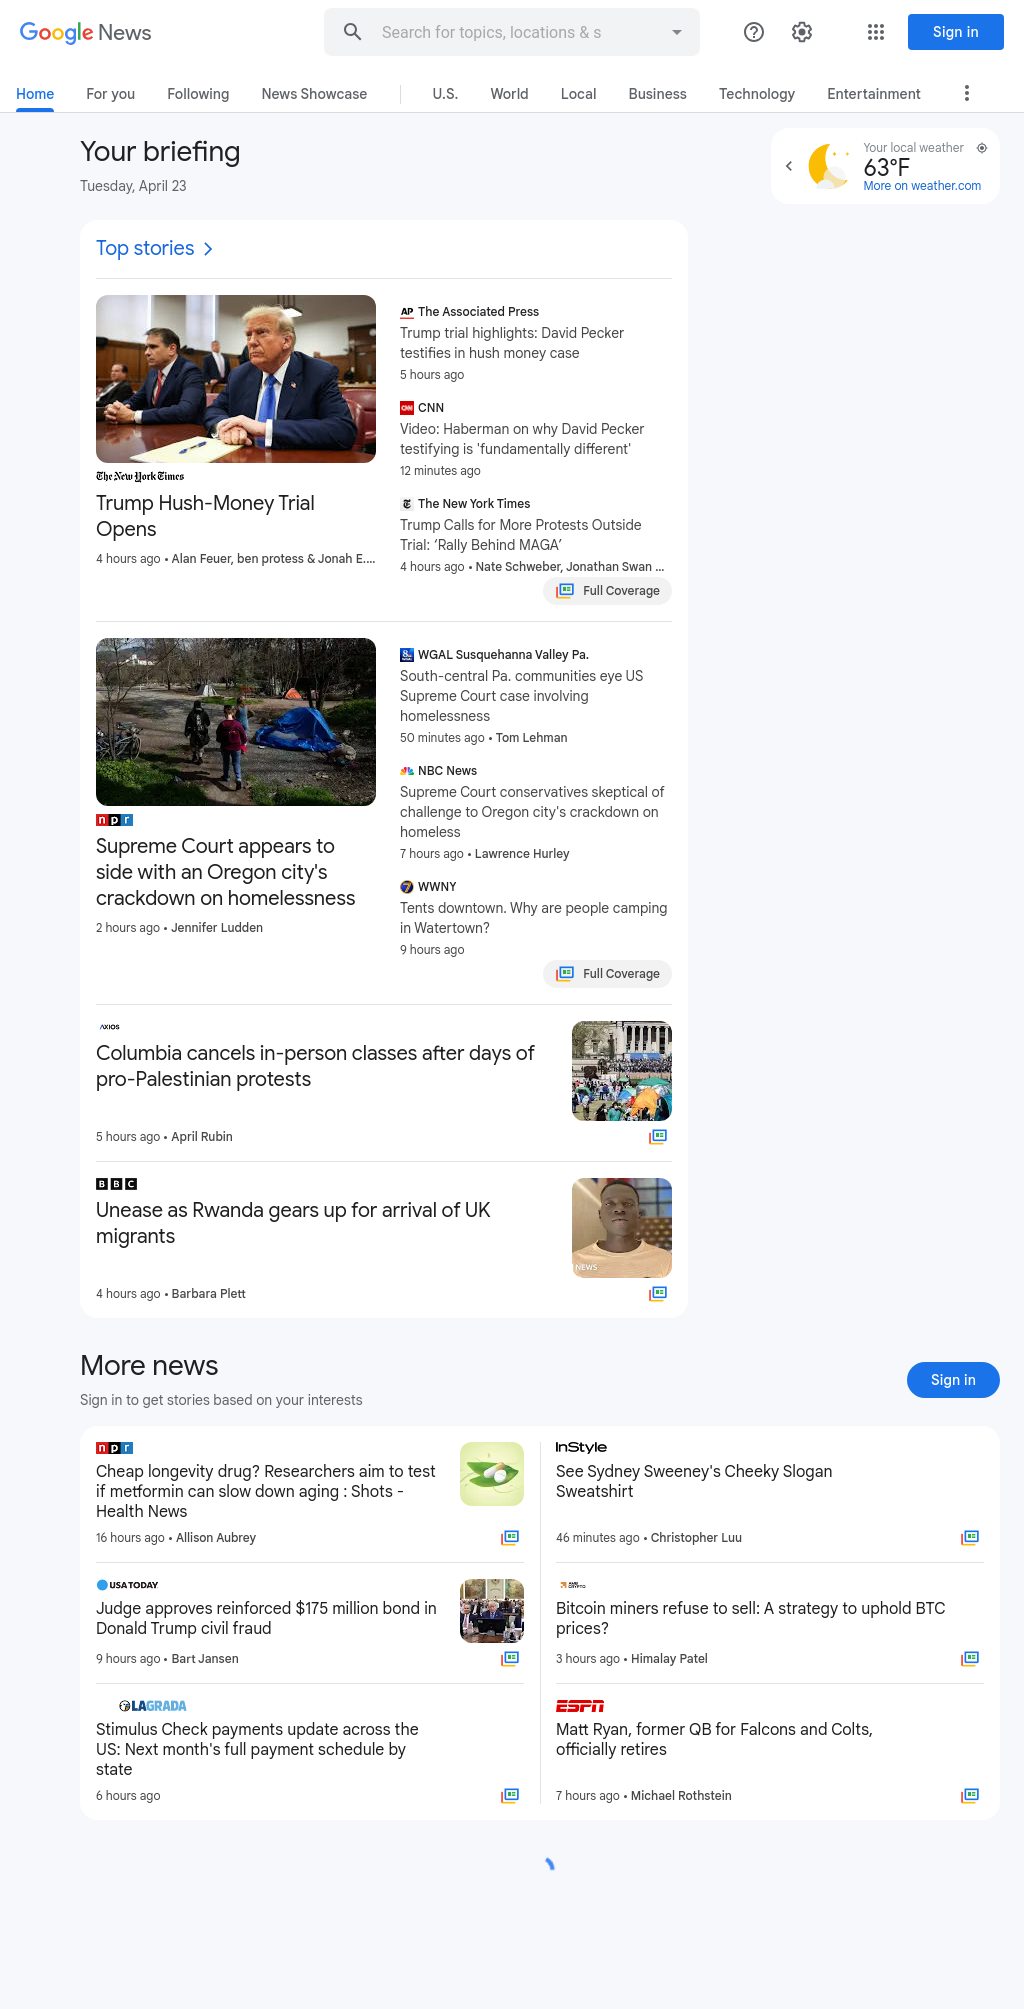 Google News
Search for topics, locations & s
Sign in
Home
For you
Following
News Showcase
U.S.
World
Local
Business
Technology
Entertainment
Your briefing
Tuesday, April 23
Your local weather
63°F
More on weather.com
Top stories
The New York Times
Trump Hush-Money Trial
Opens
4 hours ago • Alan Feuer, ben protess & Jonah E....
AP The Associated Press
Trump trial highlights: David Pecker
testifies in hush money case
5 hours ago
CNN CNN
Video: Haberman on why David Pecker
testifying is 'fundamentally different'
12 minutes ago
The New York Times
Trump Calls for More Protests Outside
Trial: ‘Rally Behind MAGA’
4 hours ago • Nate Schweber, Jonathan Swan ...
Full Coverage
npr
Supreme Court appears to
side with an Oregon city's
crackdown on homelessness
2 hours ago • Jennifer Ludden
8 WGAL Susquehanna Valley Pa.
South-central Pa. communities eye US
Supreme Court case involving
homelessness
50 minutes ago • Tom Lehman
NBC News
Supreme Court conservatives skeptical of
challenge to Oregon city's crackdown on
homeless
7 hours ago • Lawrence Hurley
7 WWNY
Tents downtown. Why are people camping
in Watertown?
9 hours ago
Full Coverage
AXIOS
Columbia cancels in-person classes after days of
pro-Palestinian protests
5 hours ago • April Rubin
BBC
Unease as Rwanda gears up for arrival of UK
migrants
NEWS
4 hours ago • Barbara Plett
More news
Sign in to get stories based on your interests
Sign in
npr
Cheap longevity drug? Researchers aim to test
if metformin can slow down aging : Shots -
Health News
16 hours ago • Allison Aubrey
InStyle
See Sydney Sweeney's Cheeky Slogan
Sweatshirt
46 minutes ago • Christopher Luu
USA TODAY
Judge approves reinforced $175 million bond in
Donald Trump civil fraud
9 hours ago • Bart Jansen
Bitcoin miners refuse to sell: A strategy to uphold BTC
prices?
3 hours ago • Himalay Patel
LAGRADA
Stimulus Check payments update across the
US: Next month's full payment schedule by
state
6 hours ago
ESPN
Matt Ryan, former QB for Falcons and Colts,
officially retires
7 hours ago • Michael Rothstein